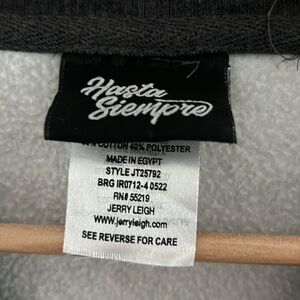 Hasta
Siempre
COTTON 40% POLYESTER
MADE IN EGYPT
STYLE JT25792
BRG IR0712-4 0522
RN# 55219
JERRY LEIGH
www.jerryleigh.com
SEE REVERSE FOR CARE